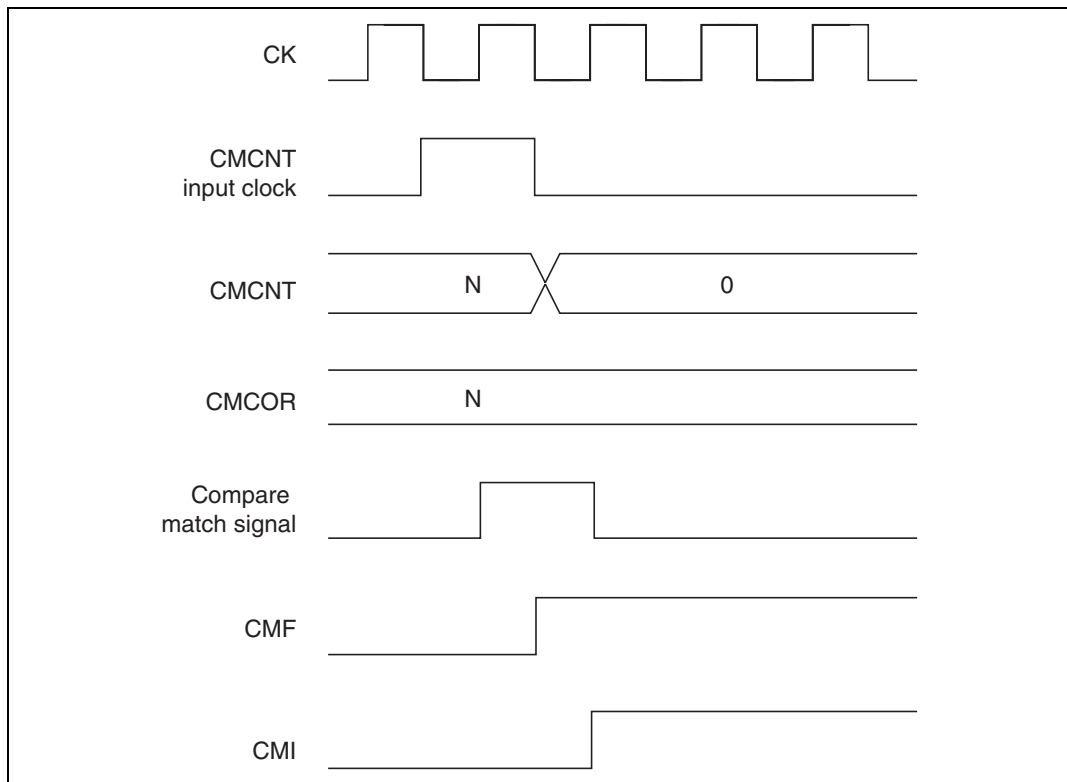 CK
CMCNT
input clock
CMCNT
N
0
CMCOR
N
Compare
match signal
CMF
CMI